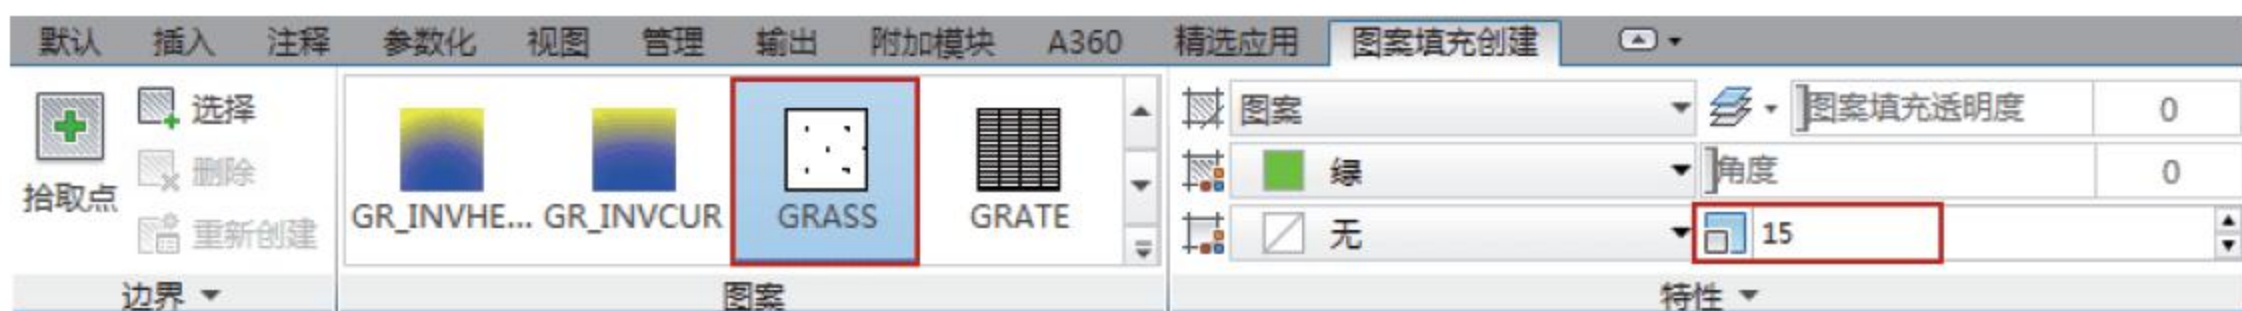 默认 插入 注释 参数化 视图 管理 输出 附加模块 A360 精选应用 图案填充创建
拾取点
选择
删除
重新创建
边界
GR_INVHE... GR_INVCUR GRASS GRATE
图案
图案 图案填充透明度 0
绿 角度 0
无 15
特性